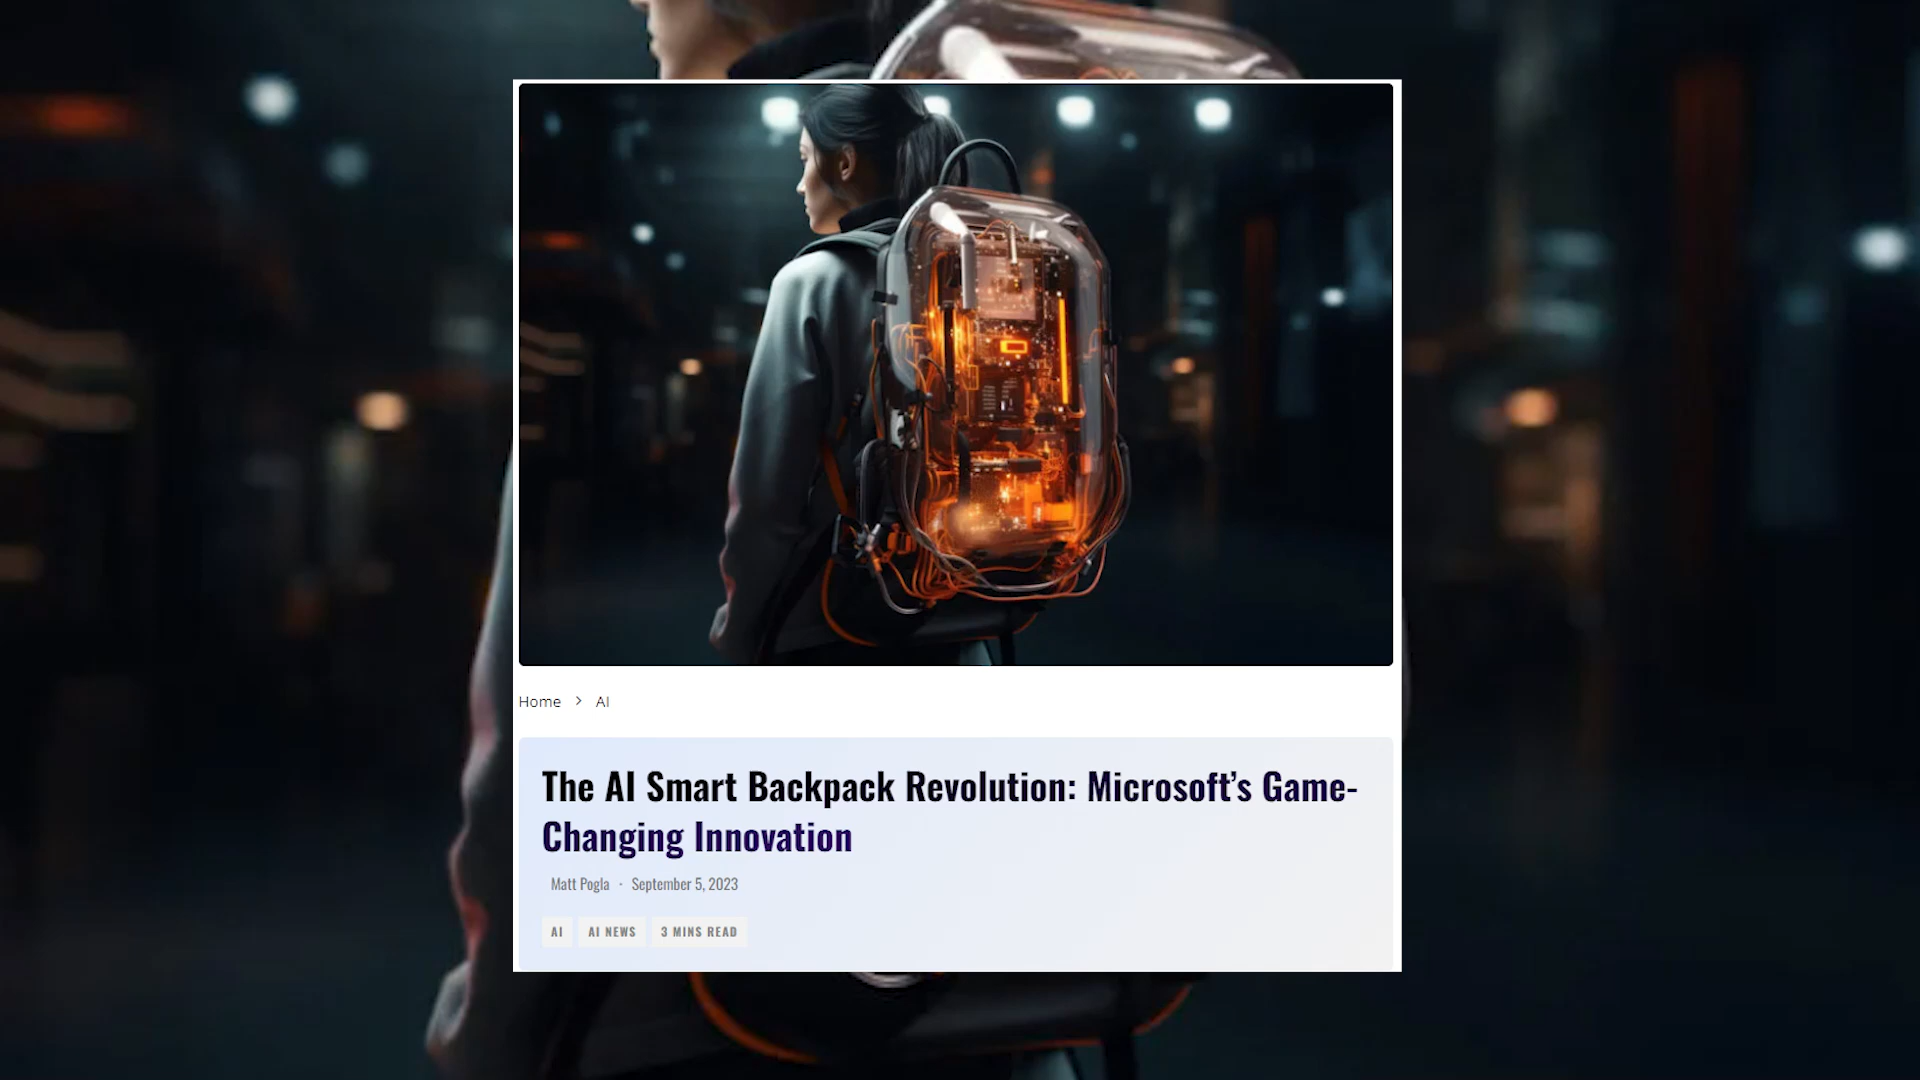 Home > AI
The AI Smart Backpack Revolution: Microsoft’s Game-
Changing Innovation
Matt Pogla · September 5, 2023
AI AI NEWS 3 MINS READ